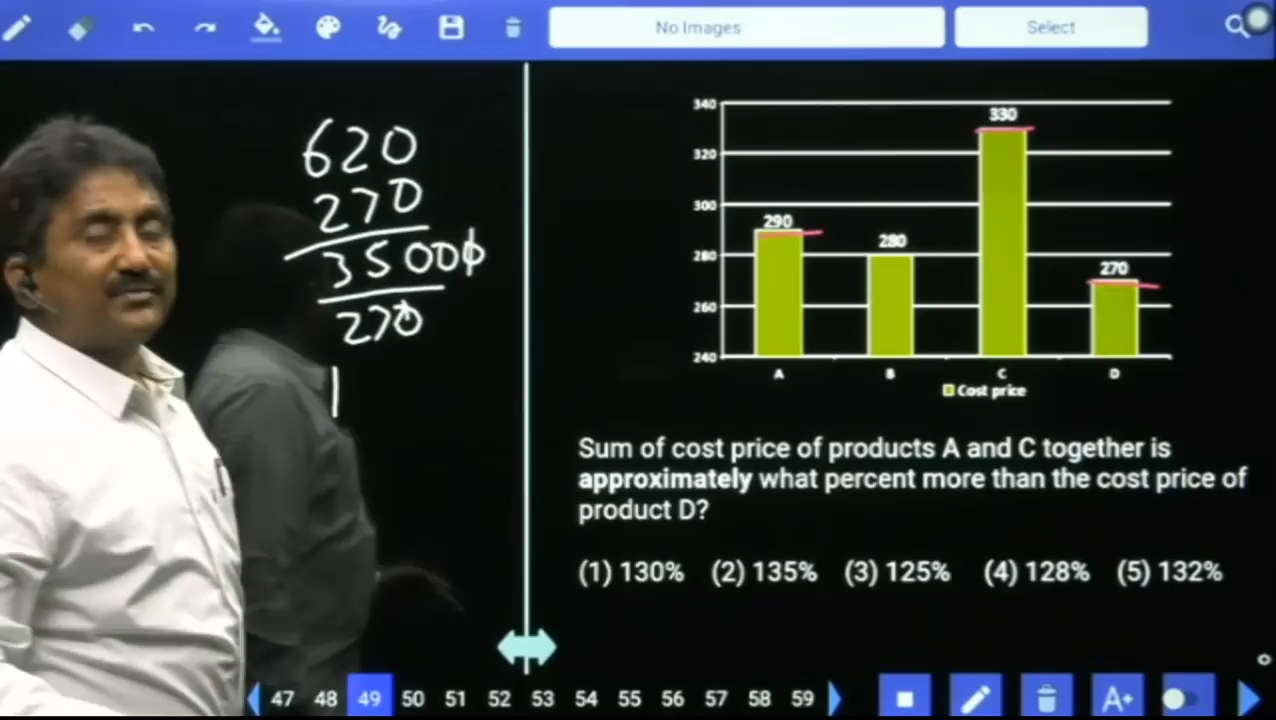 No Images
Select
620
270
35000
270
1
340
320
300
280
260
240
290
280
330
270
A
B
C
D
Cost price
Sum of cost price of products A and C together is
approximately what percent more than the cost price of
product D?
(1) 130% (2) 135% (3) 125% (4) 128% (5) 132%
47 48 49 50 51 52 53 54 55 56 57 58 59
A+